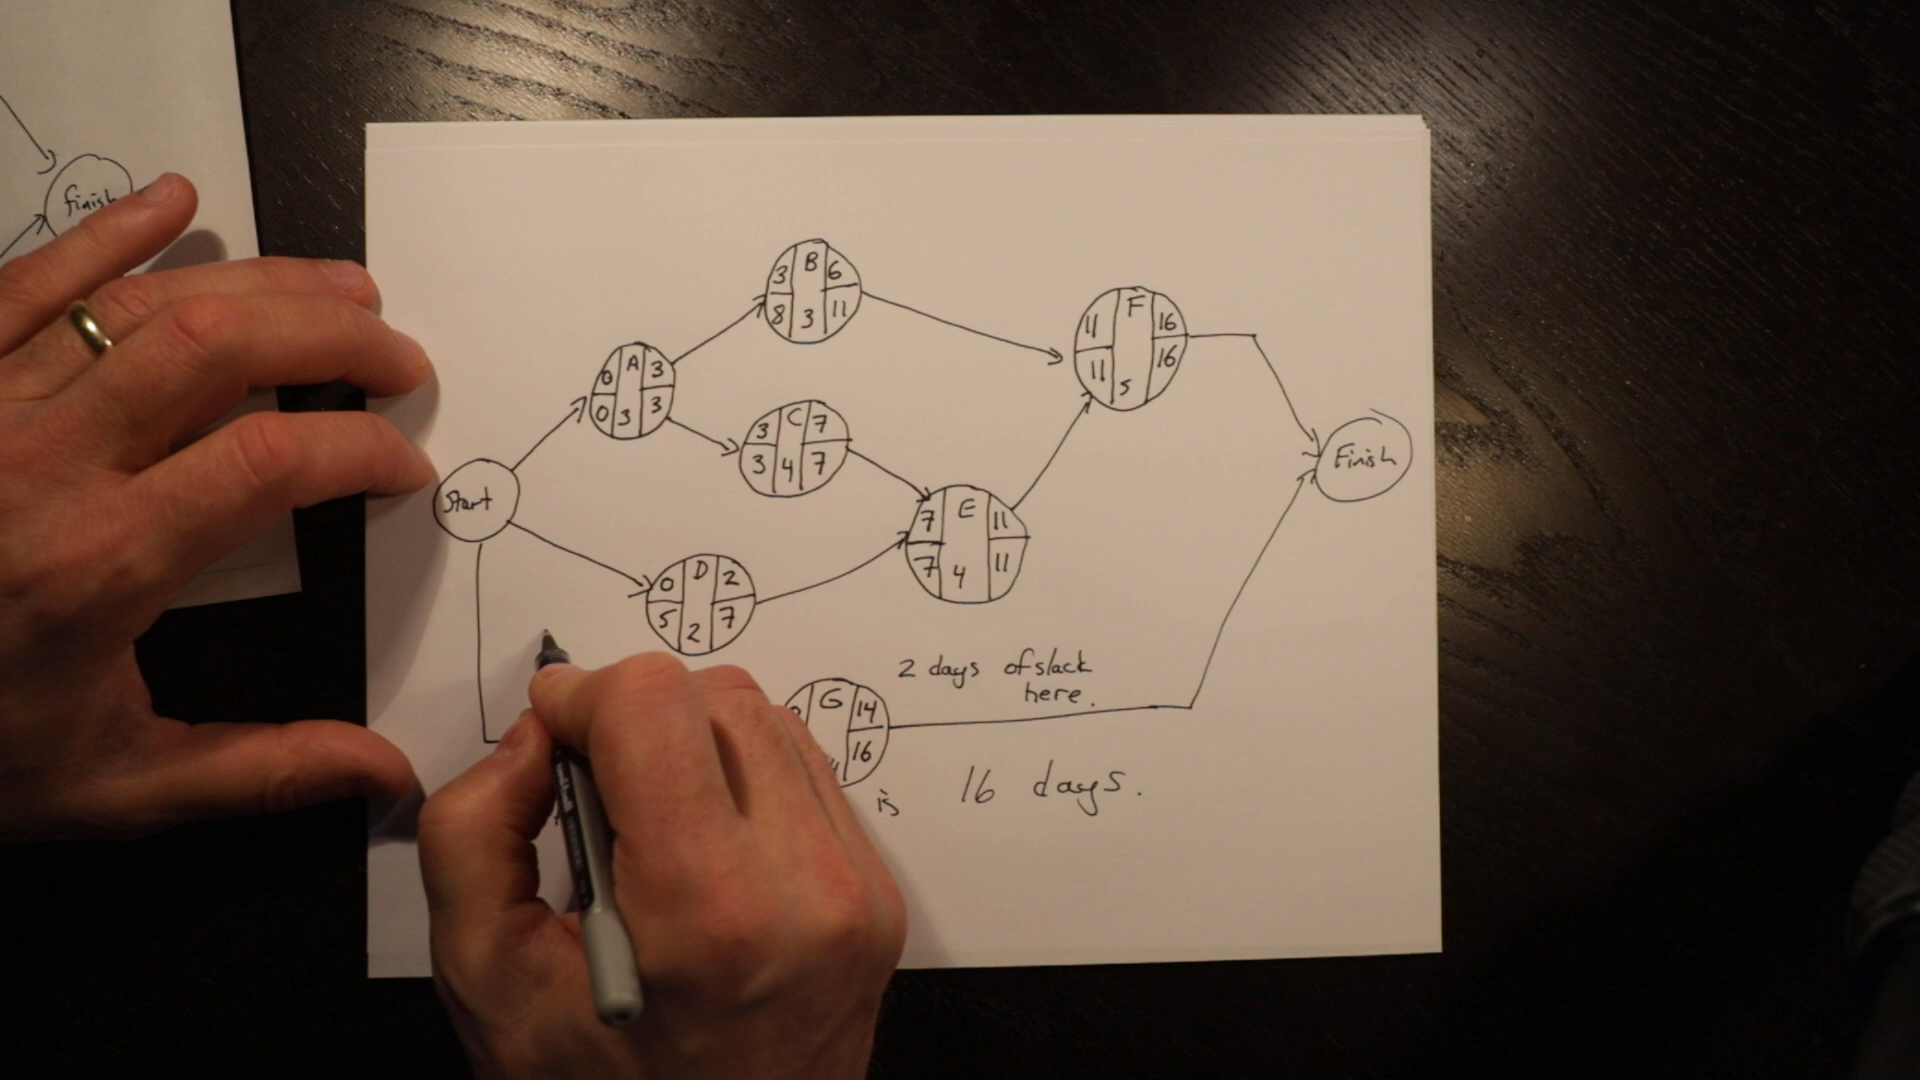 finish
B
3 6
8 3 11
F
11 16
11 16
5
A
0 3
0 3 3
C
3 7
3 4 7
Finish
Start
E
7 11
7 4 11
D
0 2
5 2 7
2 days of slack
here.
G
14
16
is 16 days.